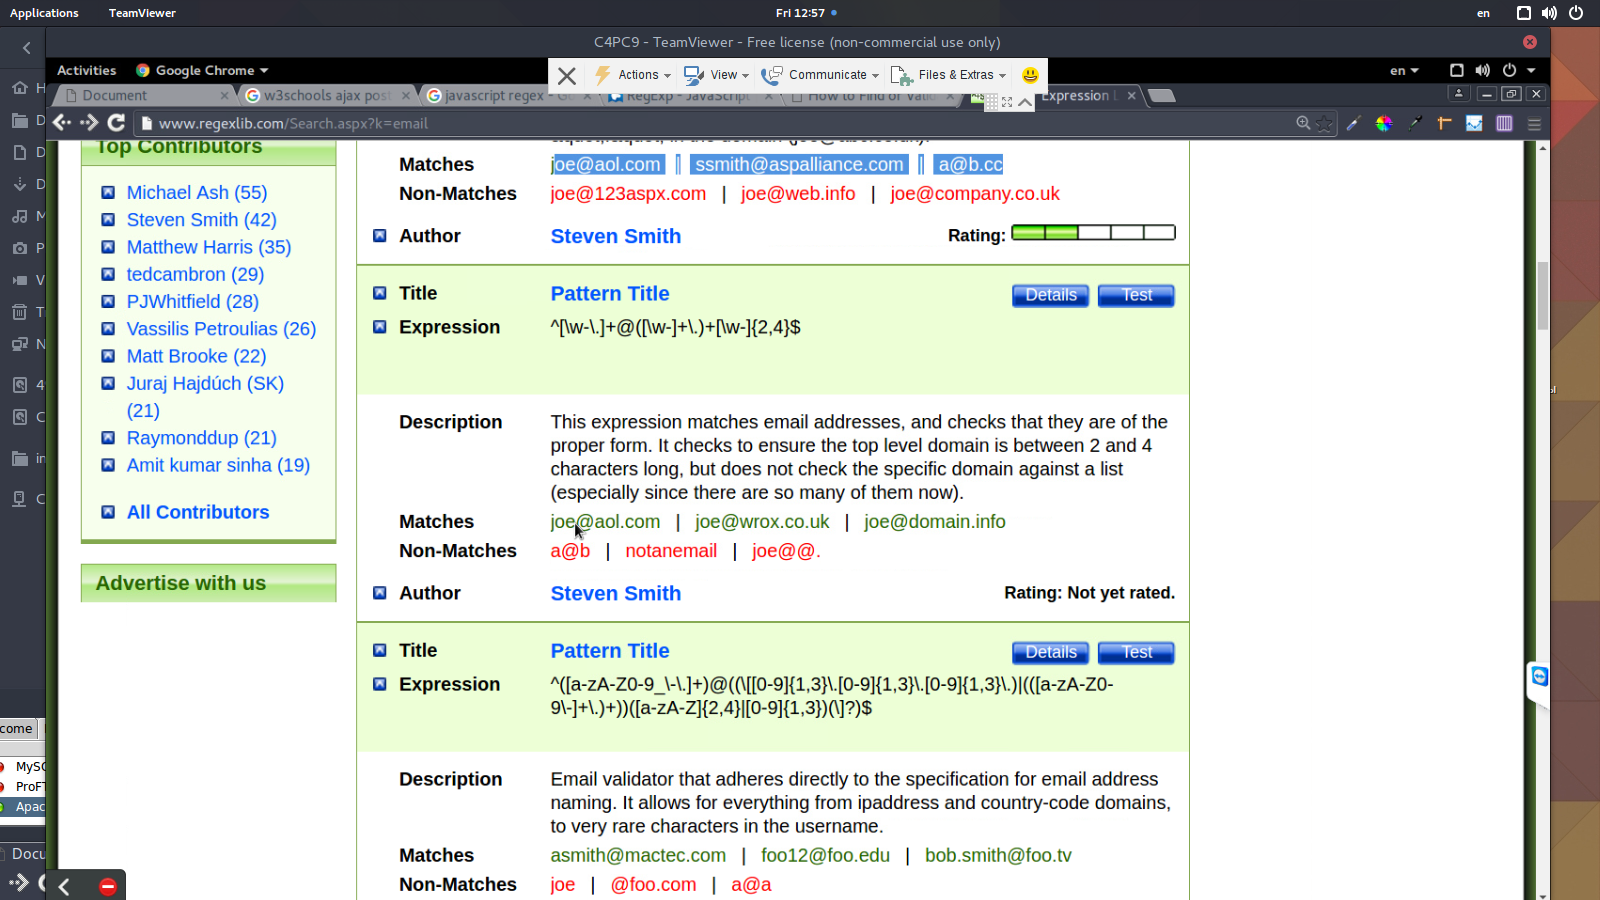 Applications TeamViewer Fri 12:57 en
C4PC9 - TeamViewer - Free license (non-commercial use only)
Activities Google Chrome Actions View Communicate Files & Extras en
Document w3schools ajax post javascript regex - RegExp - JavaSc How to Find or Expression
www.regexlib.com/Search.aspx?k=email
Top Contributors
Michael Ash (55)
Steven Smith (42)
Matthew Harris (35)
tedcambron (29)
PJWhitfield (28)
Vassilis Petroulias (26)
Matt Brooke (22)
Juraj Hajdúch (SK)
(21)
Raymonddup (21)
Amit kumar sinha (19)
All Contributors
Advertise with us
Matches joe@aol.com | ssmith@aspalliance.com | a@b.cc
Non-Matches joe@123aspx.com | joe@web.info | joe@company.co.uk
Author Steven Smith Rating:
Title Pattern Title Details Test
Expression ^[\w-\.]+@([\w-]+\.)+[\w-]{2,4}$
Description This expression matches email addresses, and checks that they are of the
proper form. It checks to ensure the top level domain is between 2 and 4
characters long, but does not check the specific domain against a list
(especially since there are so many of them now).
Matches joe@aol.com | joe@wrox.co.uk | joe@domain.info
Non-Matches a@b | notanemail | joe@@.
Author Steven Smith Rating: Not yet rated.
Title Pattern Title Details Test
Expression ^([a-zA-Z0-9_\-\.]+)@((\[[0-9]{1,3}\.[0-9]{1,3}\.[0-9]{1,3}\.)|(([a-zA-Z0-
9\-]+\.)+))([a-zA-Z]{2,4}|[0-9]{1,3})(\]?)$
Description Email validator that adheres directly to the specification for email address
naming. It allows for everything from ipaddress and country-code domains,
to very rare characters in the username.
Matches asmith@mactec.com | foo12@foo.edu | bob.smith@foo.tv
Non-Matches joe | @foo.com | a@a
come
MyS
ProF
Apac
Docu